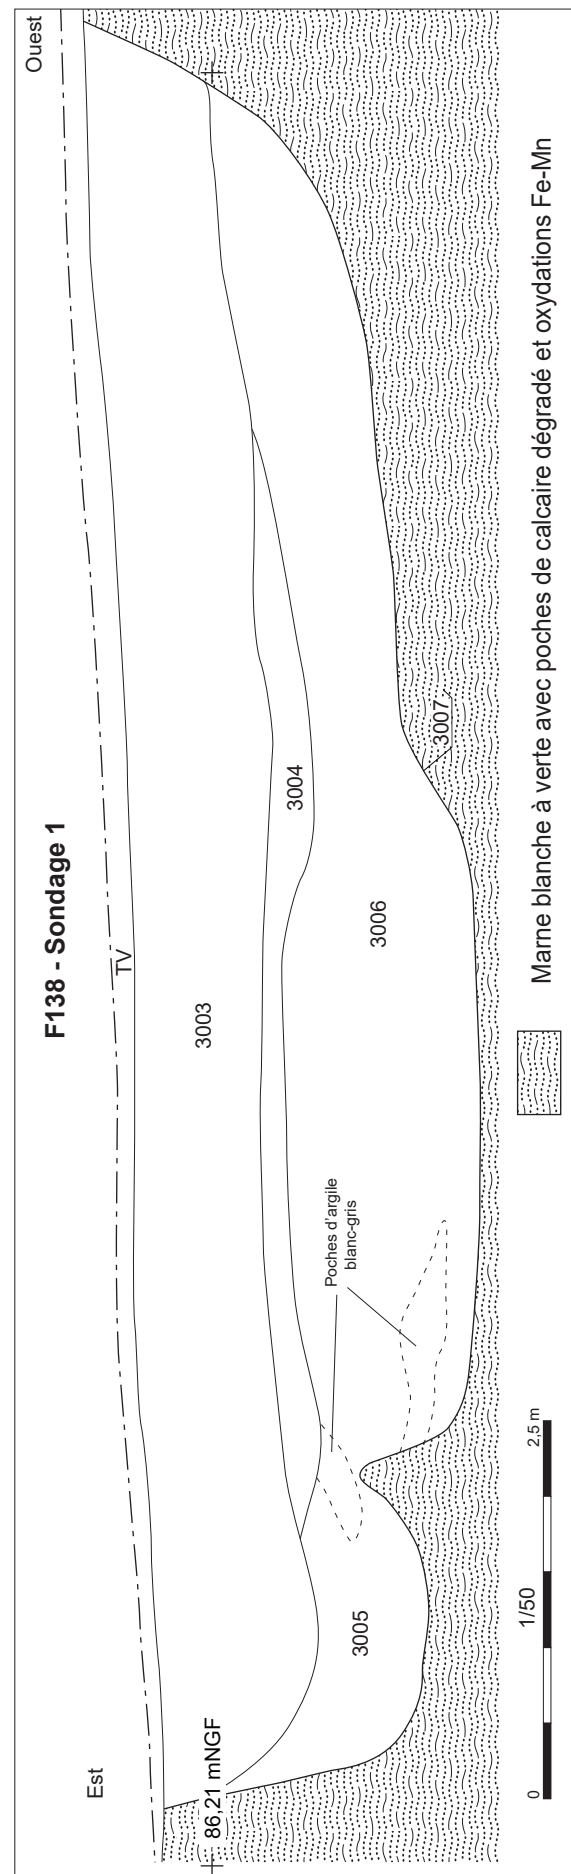 F138 - Sondage 1
Est
Ouest
TV
86,21 mNGF
3003
3004
3005
3006
3007
Poches d'argile
blanc-gris
0
1/50
2,5 m
Marne blanche à verte avec poches de calcaire dégradé et oxydations Fe-Mn